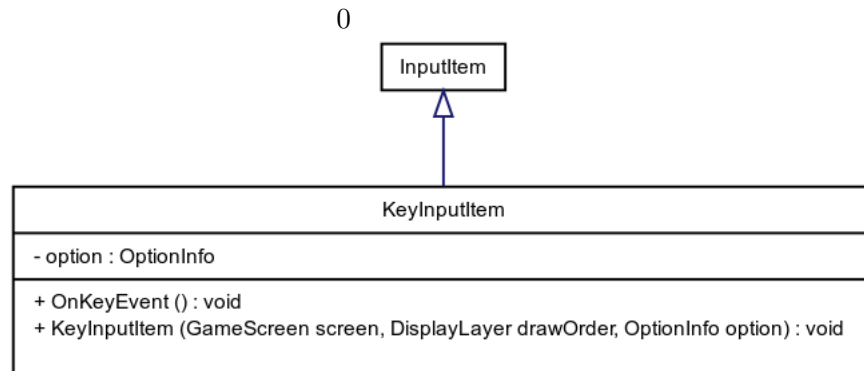 0
InputItem
KeyInputItem
- option : OptionInfo
+ OnKeyEvent () : void
+ KeyInputItem (GameScreen screen, DisplayLayer drawOrder, OptionInfo option) : void